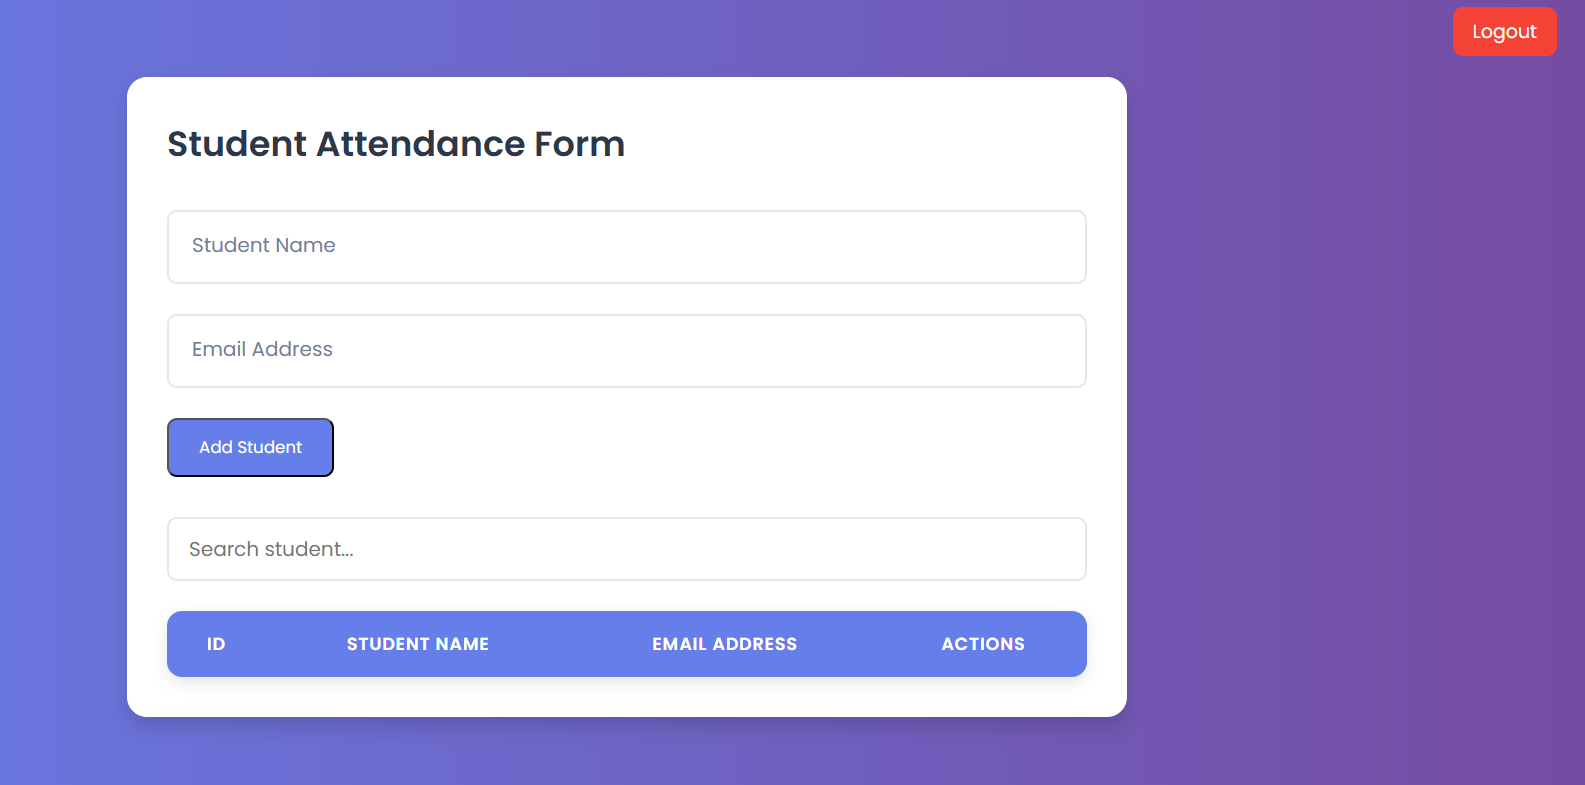 Logout
Student Attendance Form
Student Name
Email Address
Add Student
Search student...
ID STUDENT NAME EMAIL ADDRESS ACTIONS